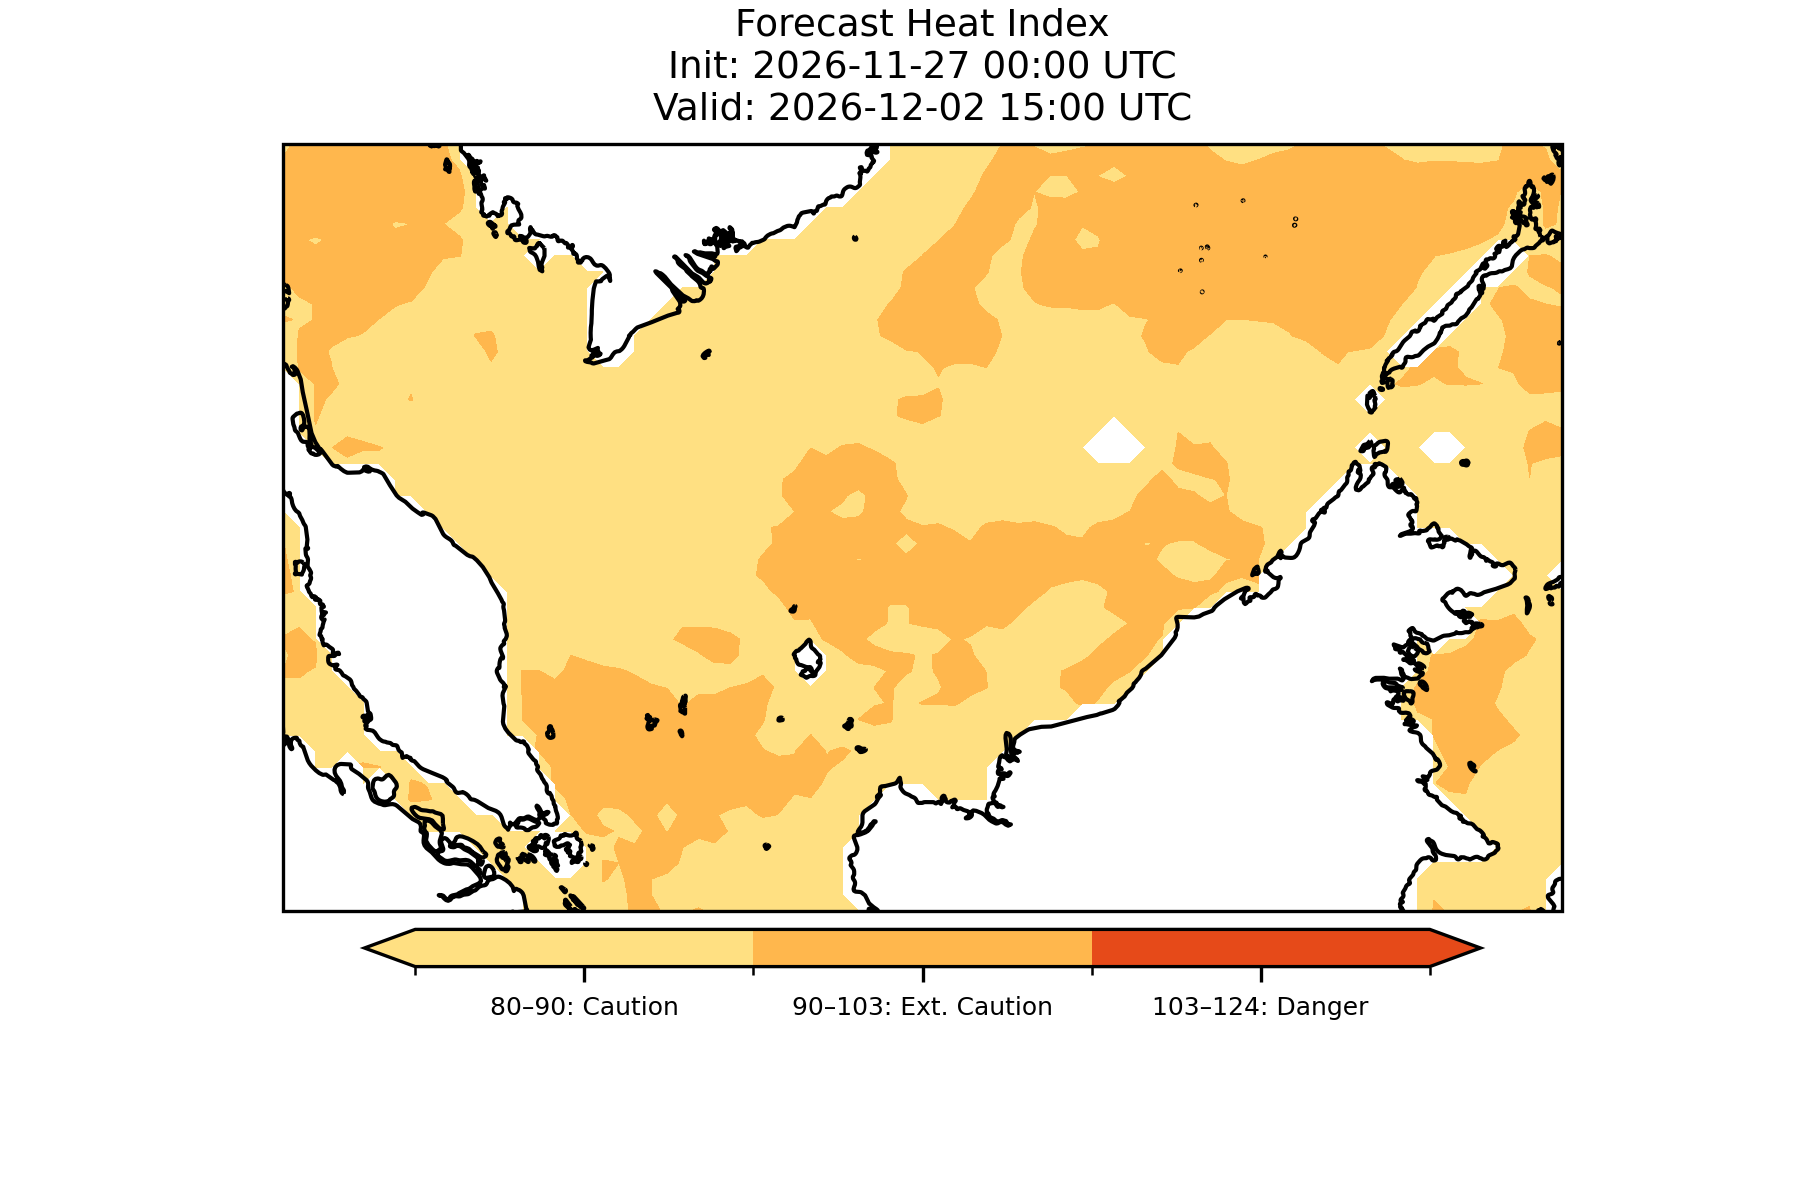 Forecast Heat Index
Init: 2026-11-27 00:00 UTC
Valid: 2026-12-02 15:00 UTC
80–90: Caution
90–103: Ext. Caution
103–124: Danger